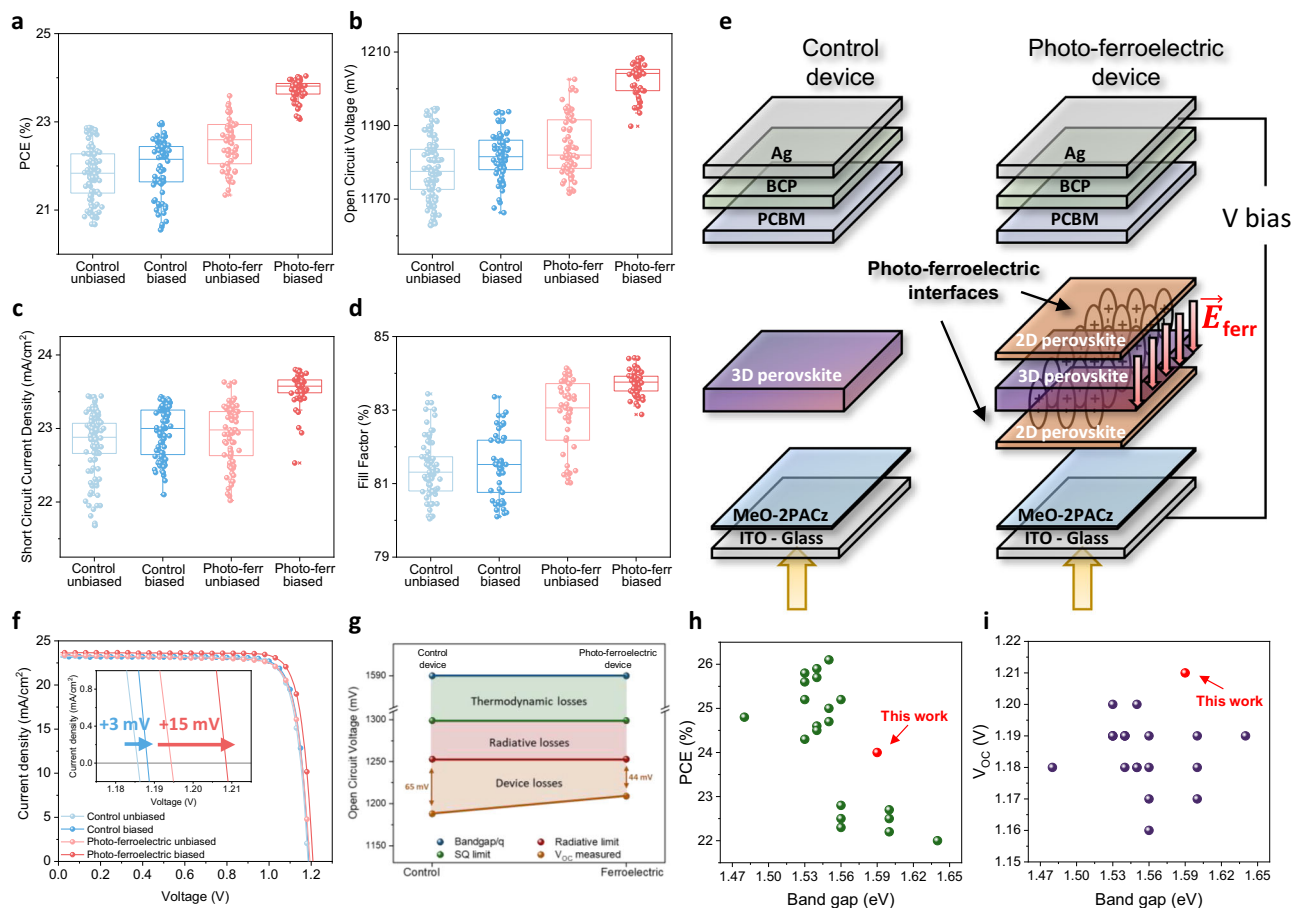 a
25
23
21
PCE (%)
Control
unbiased
Control
biased
Photo-ferr
unbiased
Photo-ferr
biased
b
1210
1190
1170
Open Circuit Voltage (mV)
Control
unbiased
Control
biased
Photo-ferr
unbiased
Photo-ferr
biased
c
24
23
22
Short Circuit Current Density (mA/cm²)
Control
unbiased
Control
biased
Photo-ferr
unbiased
Photo-ferr
biased
d
85
83
81
79
Fill Factor (%)
Control
unbiased
Control
biased
Photo-ferr
unbiased
Photo-ferr
biased
e
Control
device
Photo-ferroelectric
device
Ag
BCP
PCBM
Ag
BCP
PCBM
V bias
Photo-ferroelectric
interfaces
E ferr
2D perovskite
3D perovskite
3D perovskite
2D perovskite
MeO-2PACz
ITO - Glass
MeO-2PACz
ITO - Glass
f
25
20
15
10
5
0
Current density (mA/cm²)
0.8
0.4
0.0
Current density (mA/cm²)
+3 mV
+15 mV
1.18
1.19
1.20
1.21
Voltage (V)
Control unbiased
Control biased
Photo-ferroelectric unbiased
Photo-ferroelectric biased
0.0
0.2
0.4
0.6
0.8
1.0
1.2
Voltage (V)
g
Control
device
Photo-ferroelectric
device
1590
1300
1250
1200
1150
Open Circuit Voltage (mV)
Thermodynamic losses
Radiative losses
Device losses
65 mV
44 mV
Bandgap/q
Radiative limit
SQ limit
VOC measured
Control
Ferroelectric
h
26
25
24
23
22
PCE (%)
This work
1.47
1.50
1.53
1.56
1.59
1.62
1.65
Band gap (eV)
i
1.22
1.21
1.20
1.19
1.18
1.17
1.16
1.15
VOC (V)
This work
1.47
1.50
1.53
1.56
1.59
1.62
1.65
Band gap (eV)